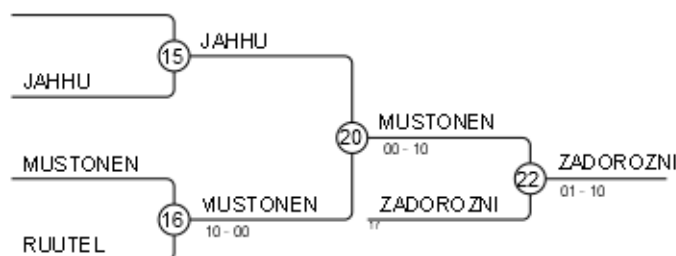 JAHHU
15
JAHHU
MUSTONEN
20
00 - 10
MUSTONEN
ZADOROZNI
22
01 - 10
MUSTONEN
16
10 - 00
ZADOROZNI
17
RUUTEL